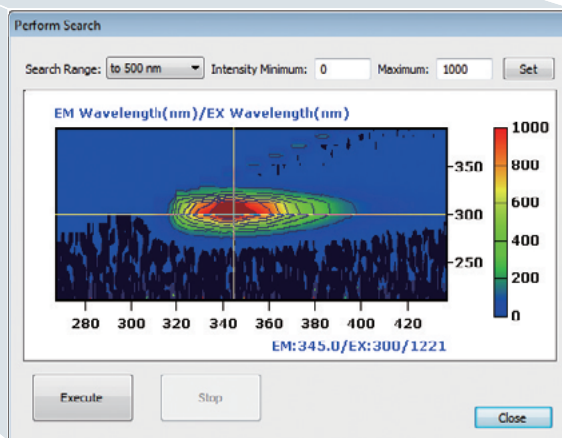 Perform Search
Search Range: to 500 nm Intensity Minimum: 0 Maximum: 1000 Set
EM Wavelength(nm)/EX Wavelength(nm)
1000
350 800
600
300 400
250 200
0
280 300 320 340 360 380 400 420
EM:345.0/EX:300/1221
Execute Stop
Close